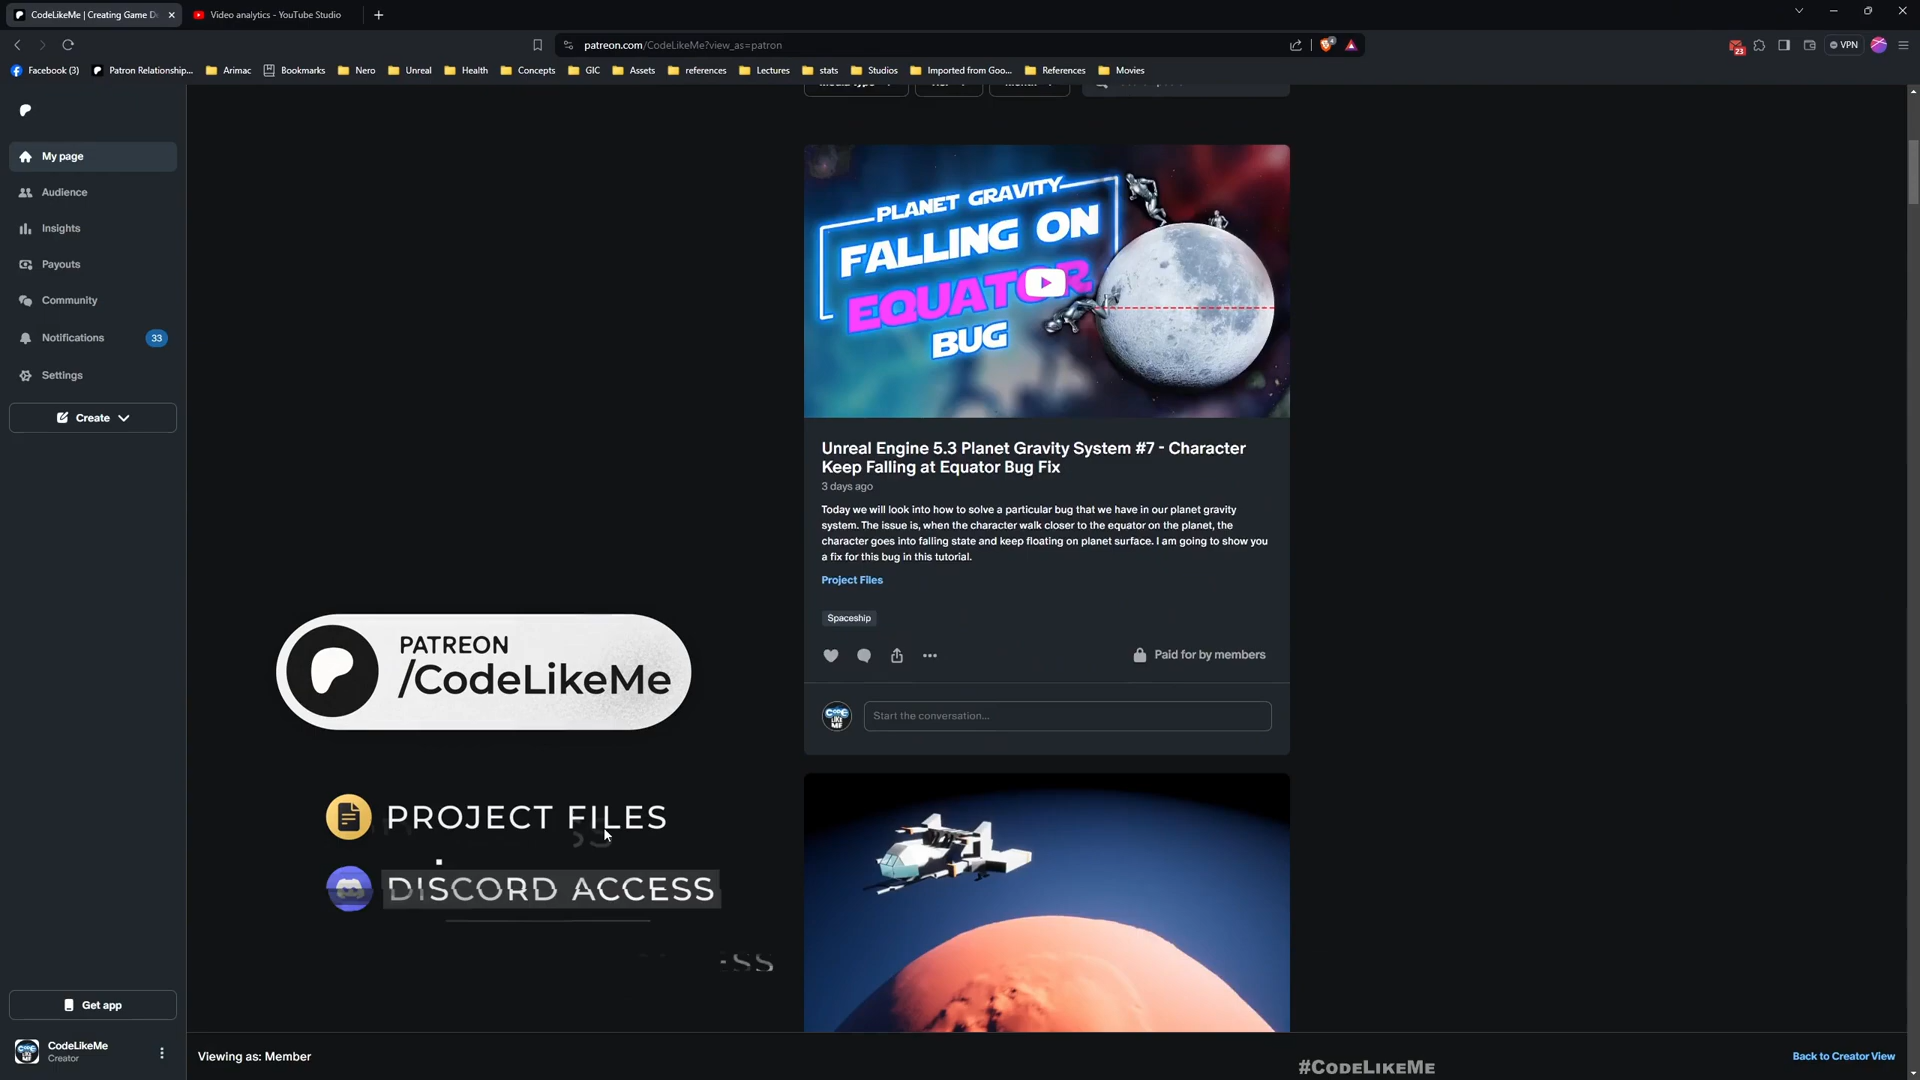 CodeLikeMe | Creating Game D
Video analytics - YouTube Studio
patreon.com/CodeLikeMe?view_as=patron
23
VPN
Facebook (3)
Patron Relationship...
Arimac
Bookmarks
Nero
Unreal
Health
Concepts
GIC
Assets
references
Lectures
stats
Studios
Imported from Goo...
References
Movies
My page
Audience
Insights
Payouts
Community
Notifications
33
Settings
Create
PLANET GRAVITY
FALLING ON
EQUATOR
BUG
Unreal Engine 5.3 Planet Gravity System #7 - Character
Keep Falling at Equator Bug Fix
3 days ago
Today we will look into how to solve a particular bug that we have in our planet gravity
system. The issue is, when the character walk closer to the equator on the planet, the
character goes into falling state and keep floating on planet surface. I am going to show you
a fix for this bug in this tutorial.
Project Files
Spaceship
Paid for by members
CODE LIKE ME
Start the conversation...
PATREON
/CodeLikeMe
PROJECT FILES
DISCORD ACCESS
Get app
CodeLikeMe
Creator
Viewing as: Member
#CODELIKEME
Back to Creator View